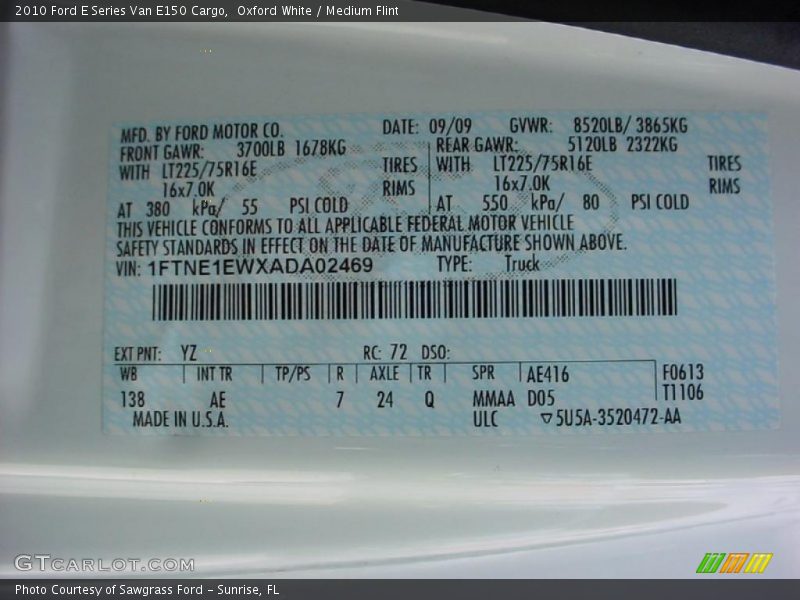 2010 Ford E Series Van E150 Cargo,  Oxford White / Medium Flint
MFD. BY FORD MOTOR CO. DATE: 09/09 GVWR: 8520LB/ 3865KG
FRONT GAWR: 3700LB 1678KG REAR GAWR: 5120LB 2322KG
WITH LT225/75R16E TIRES WITH LT225/75R16E TIRES
16x7.0K RIMS 16x7.0K RIMS
AT 380 kPa/ 55 PSI COLD AT 550 kPa/ 80 PSI COLD
THIS VEHICLE CONFORMS TO ALL APPLICABLE FEDERAL MOTOR VEHICLE
SAFETY STANDARDS IN EFFECT ON THE DATE OF MANUFACTURE SHOWN ABOVE.
VIN: 1FTNE1EWXADA02469 TYPE: Truck
EXT PNT: YZ RC: 72 DSO:
WB INT TR TP/PS R AXLE TR SPR AE416 F0613
138 AE 7 24 Q MMAA D05 T1106
MADE IN U.S.A. ULC ▽5U5A-3520472-AA
GTCARLOT.COM
Photo Courtesy of Sawgrass Ford - Sunrise, FL